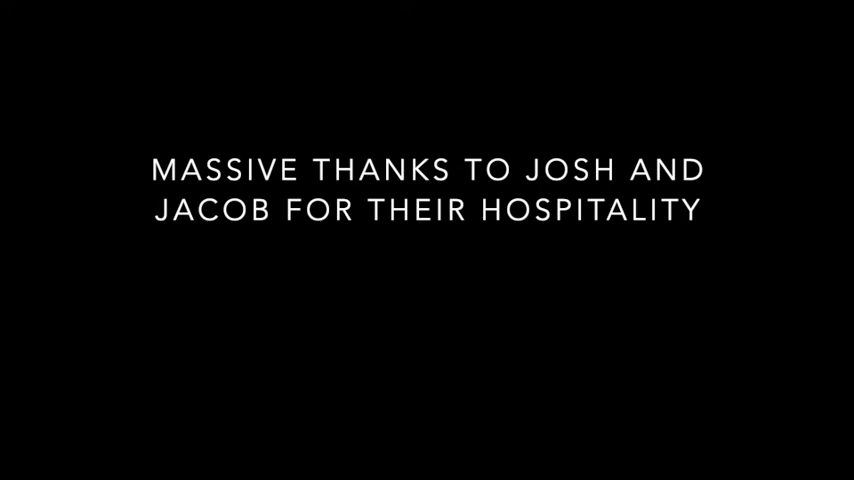 MASSIVE THANKS TO JOSH AND
JACOB FOR THEIR HOSPITALITY